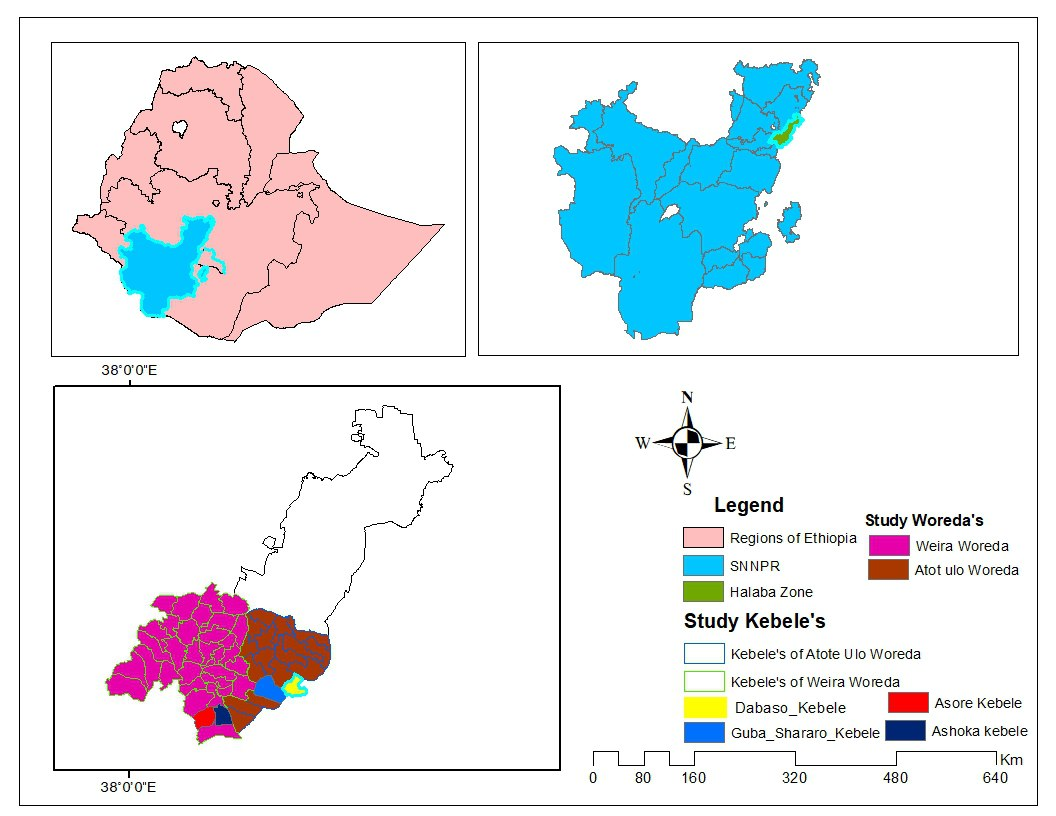 38°0'0"E
N
W
E
S
Legend
Regions of Ethiopia
SNNPR
Halaba Zone
Study Woreda's
Weira Woreda
Atot ulo Woreda
Study Kebele's
Kebele's of Atote Ulo Woreda
Kebele's of Weira Woreda
Dabaso_Kebele
Guba_Shararo_Kebele
Asore Kebele
Ashoka kebele
Km
0 80 160 320 480 640
38°0'0"E